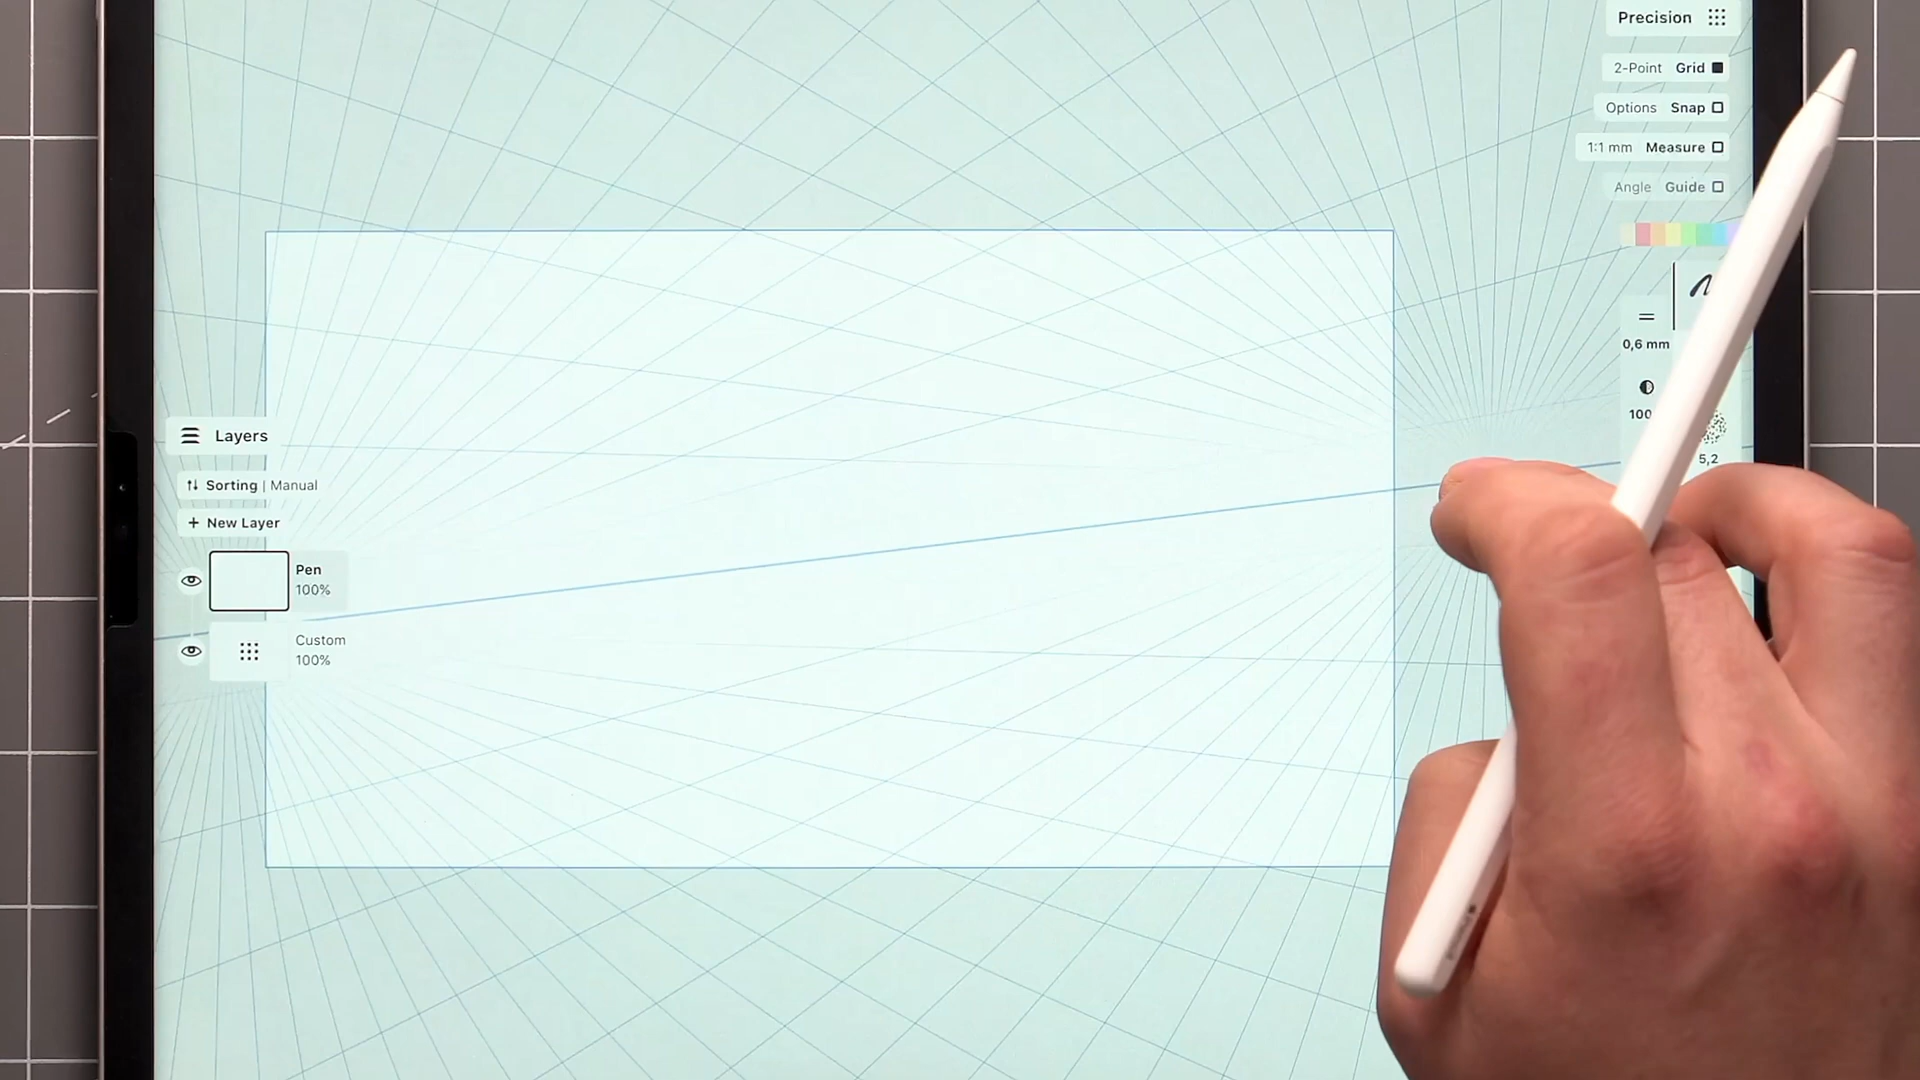 Precision
2-Point Grid
Options Snap
1:1 mm Measure
Angle Guide
0,6 mm
100
5,2
Layers
Sorting | Manual
+ New Layer
Pen
100%
Custom
100%